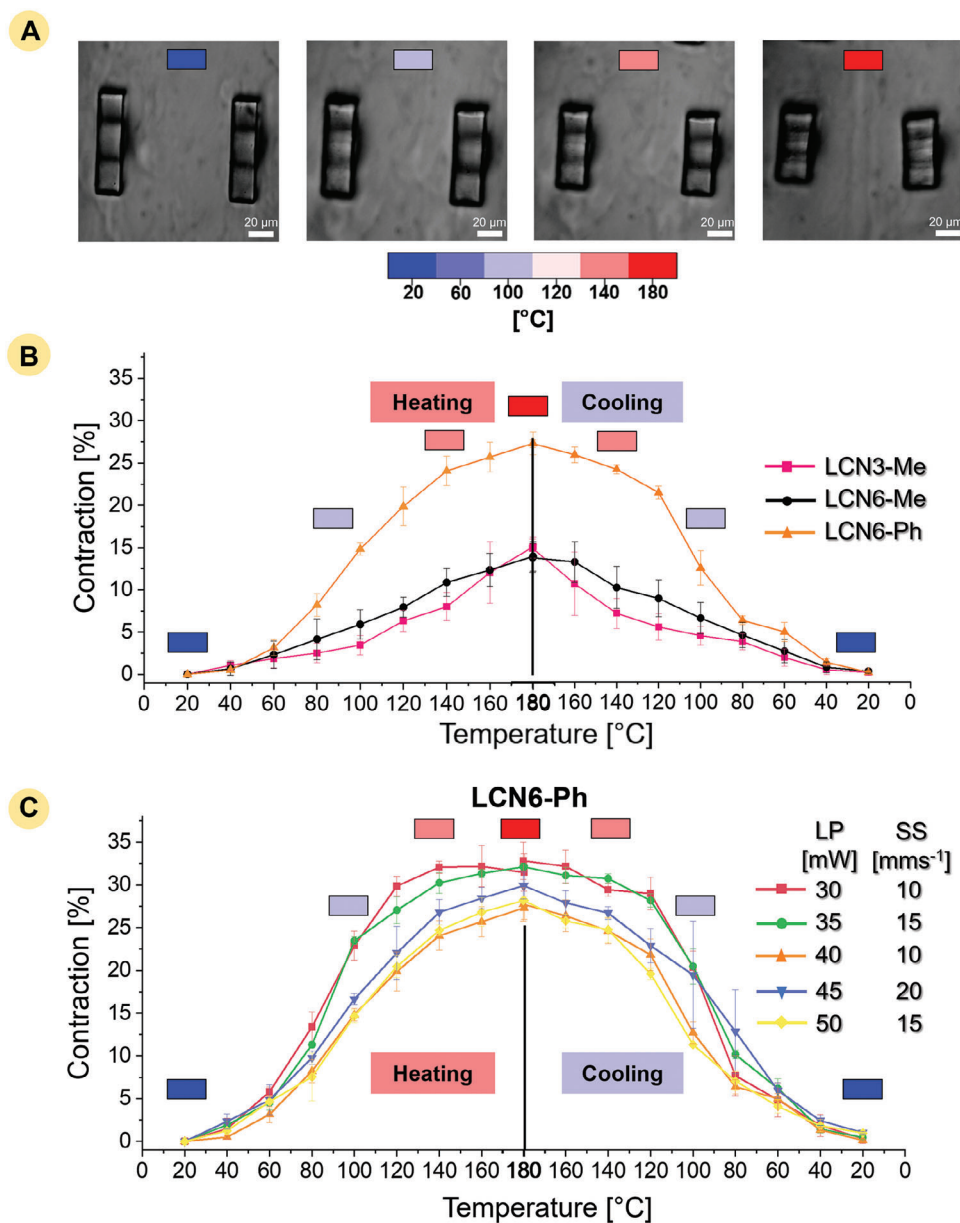 A
20 µm
20 µm
20 µm
20 µm
20 60 100 120 140 180
[°C]
B
35
30
25
20
15
10
5
0
Contraction [%]
Heating
Cooling
LCN3-Me
LCN6-Me
LCN6-Ph
0 20 40 60 80 100 120 140 160 180 160 140 120 100 80 60 40 20 0
Temperature [°C]
C
LCN6-Ph
35
30
25
20
15
10
5
0
Contraction [%]
Heating
Cooling
LP SS
[mW] [mms⁻¹]
30 10
35 15
40 10
45 20
50 15
0 20 40 60 80 100 120 140 160 180 160 140 120 100 80 60 40 20 0
Temperature [°C]